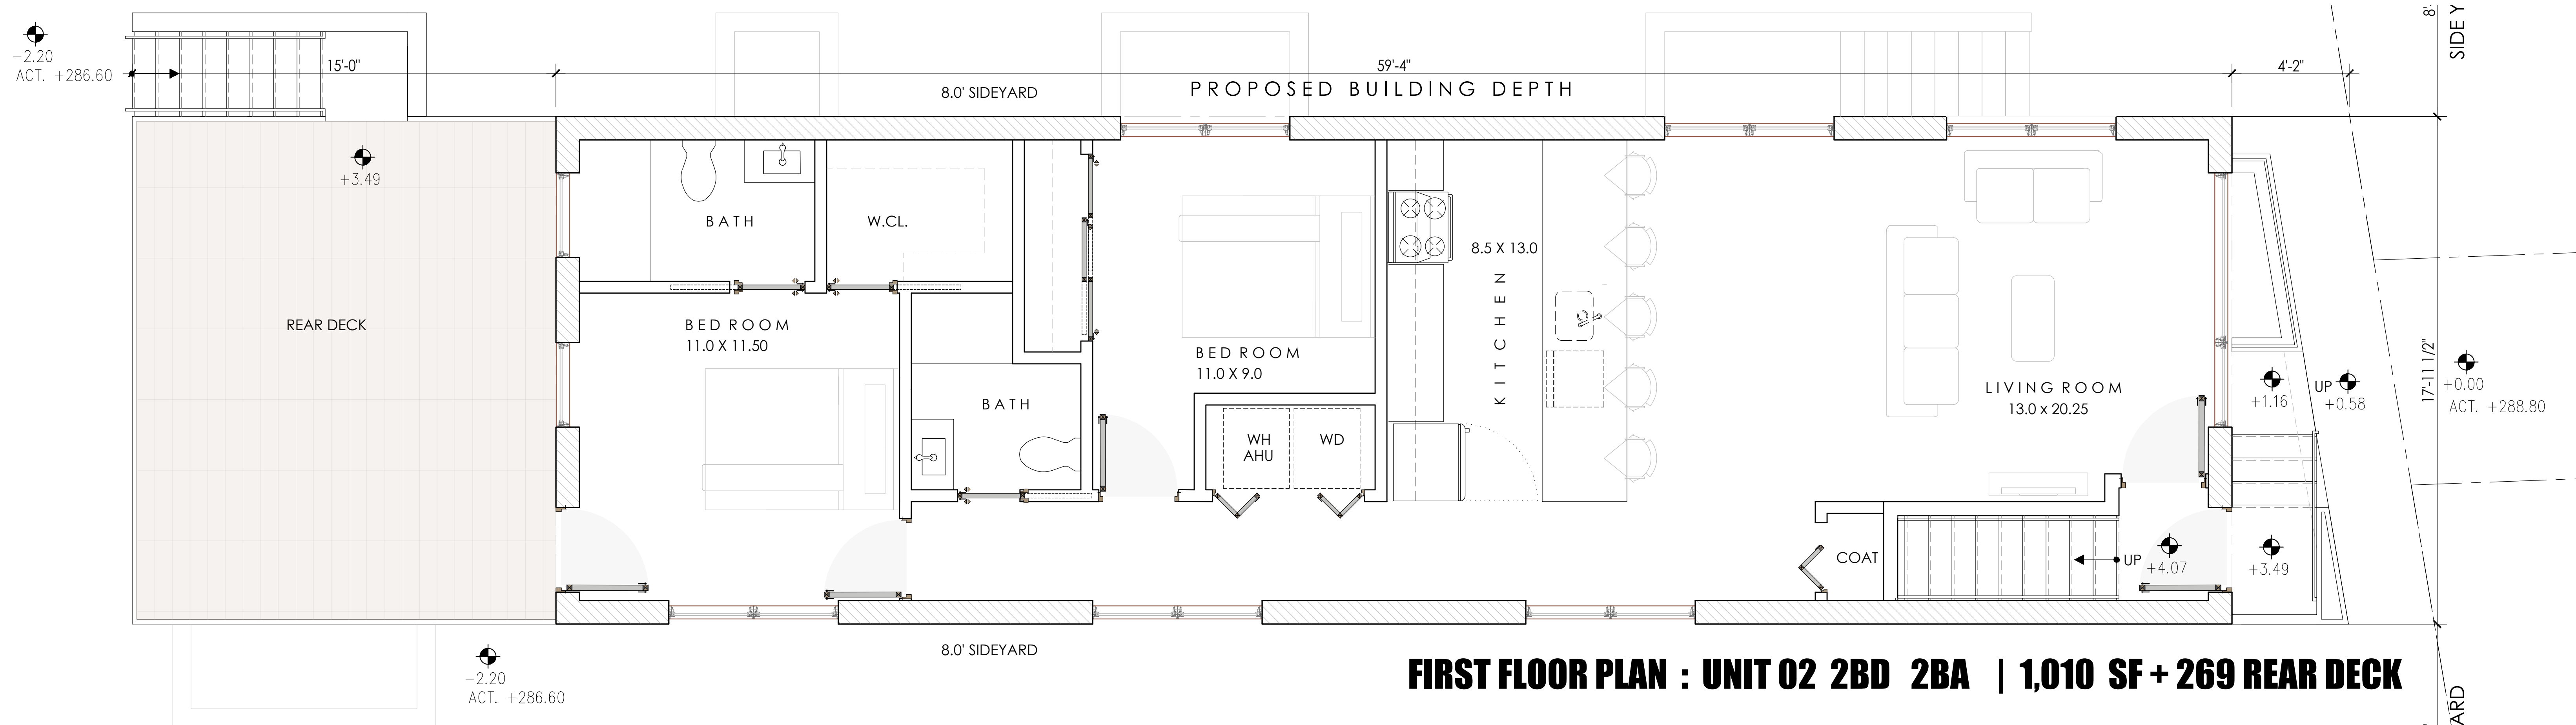 -2.20
ACT. +286.60
15'-0"
59'-4"
4'-2"
8'
SIDE Y
8.0' SIDEYARD
PROPOSED BUILDING DEPTH
+3.49
BATH
W.CL.
8.5 X 13.0
KITCHEN
REAR DECK
BED ROOM
11.0 X 11.50
BED ROOM
11.0 X 9.0
BATH
WH
AHU
WD
LIVING ROOM
13.0 x 20.25
+1.16
UP
+0.58
17'-11 1/2"
+0.00
ACT. +288.80
COAT
UP
+4.07
+3.49
8.0' SIDEYARD
-2.20
ACT. +286.60
FIRST FLOOR PLAN : UNIT 02 2BD 2BA | 1,010 SF + 269 REAR DECK
ARD